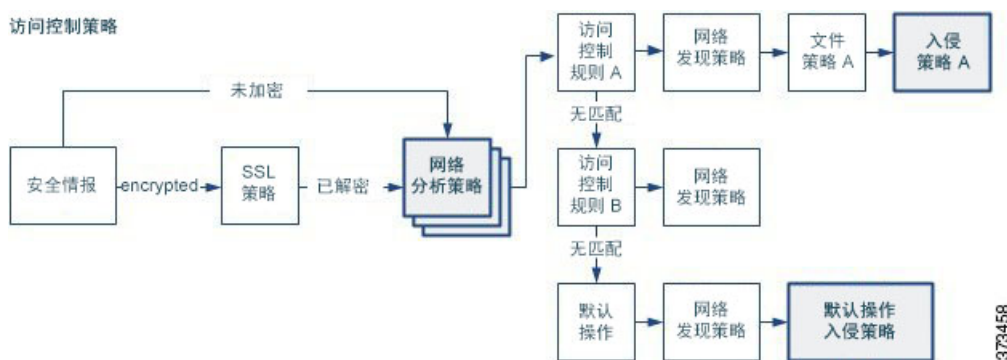 访问控制策略
未加密
安全情报
encrypted
SSL
策略
已解密
网络
分析策略
访问
控制
规则 A
网络
发现策略
文件
策略 A
入侵
策略 A
无匹配
访问
控制
规则 B
网络
发现策略
无匹配
默认
操作
网络
发现策略
默认操作
入侵策略
373458